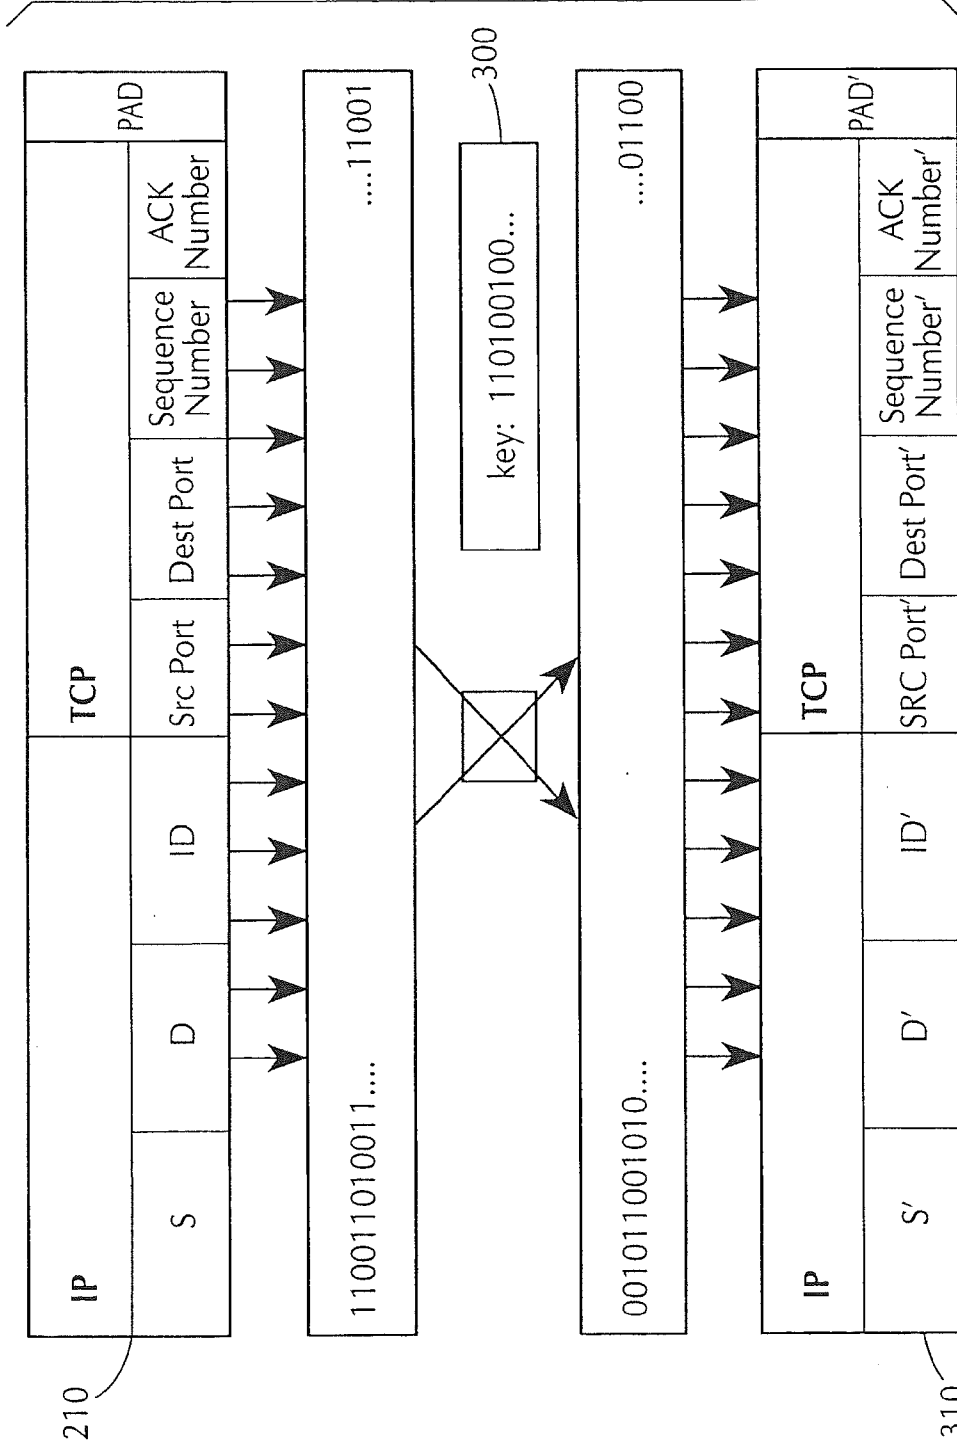 210
IP
TCP
PAD
S
D
ID
Src Port
Dest Port
Sequence
Number
ACK
Number
110011010011....
....11001
key: 110100100...
300
001011001010....
....01100
310
IP
TCP
PAD'
S'
D'
ID'
SRC Port'
Dest Port'
Sequence
Number'
ACK
Number'